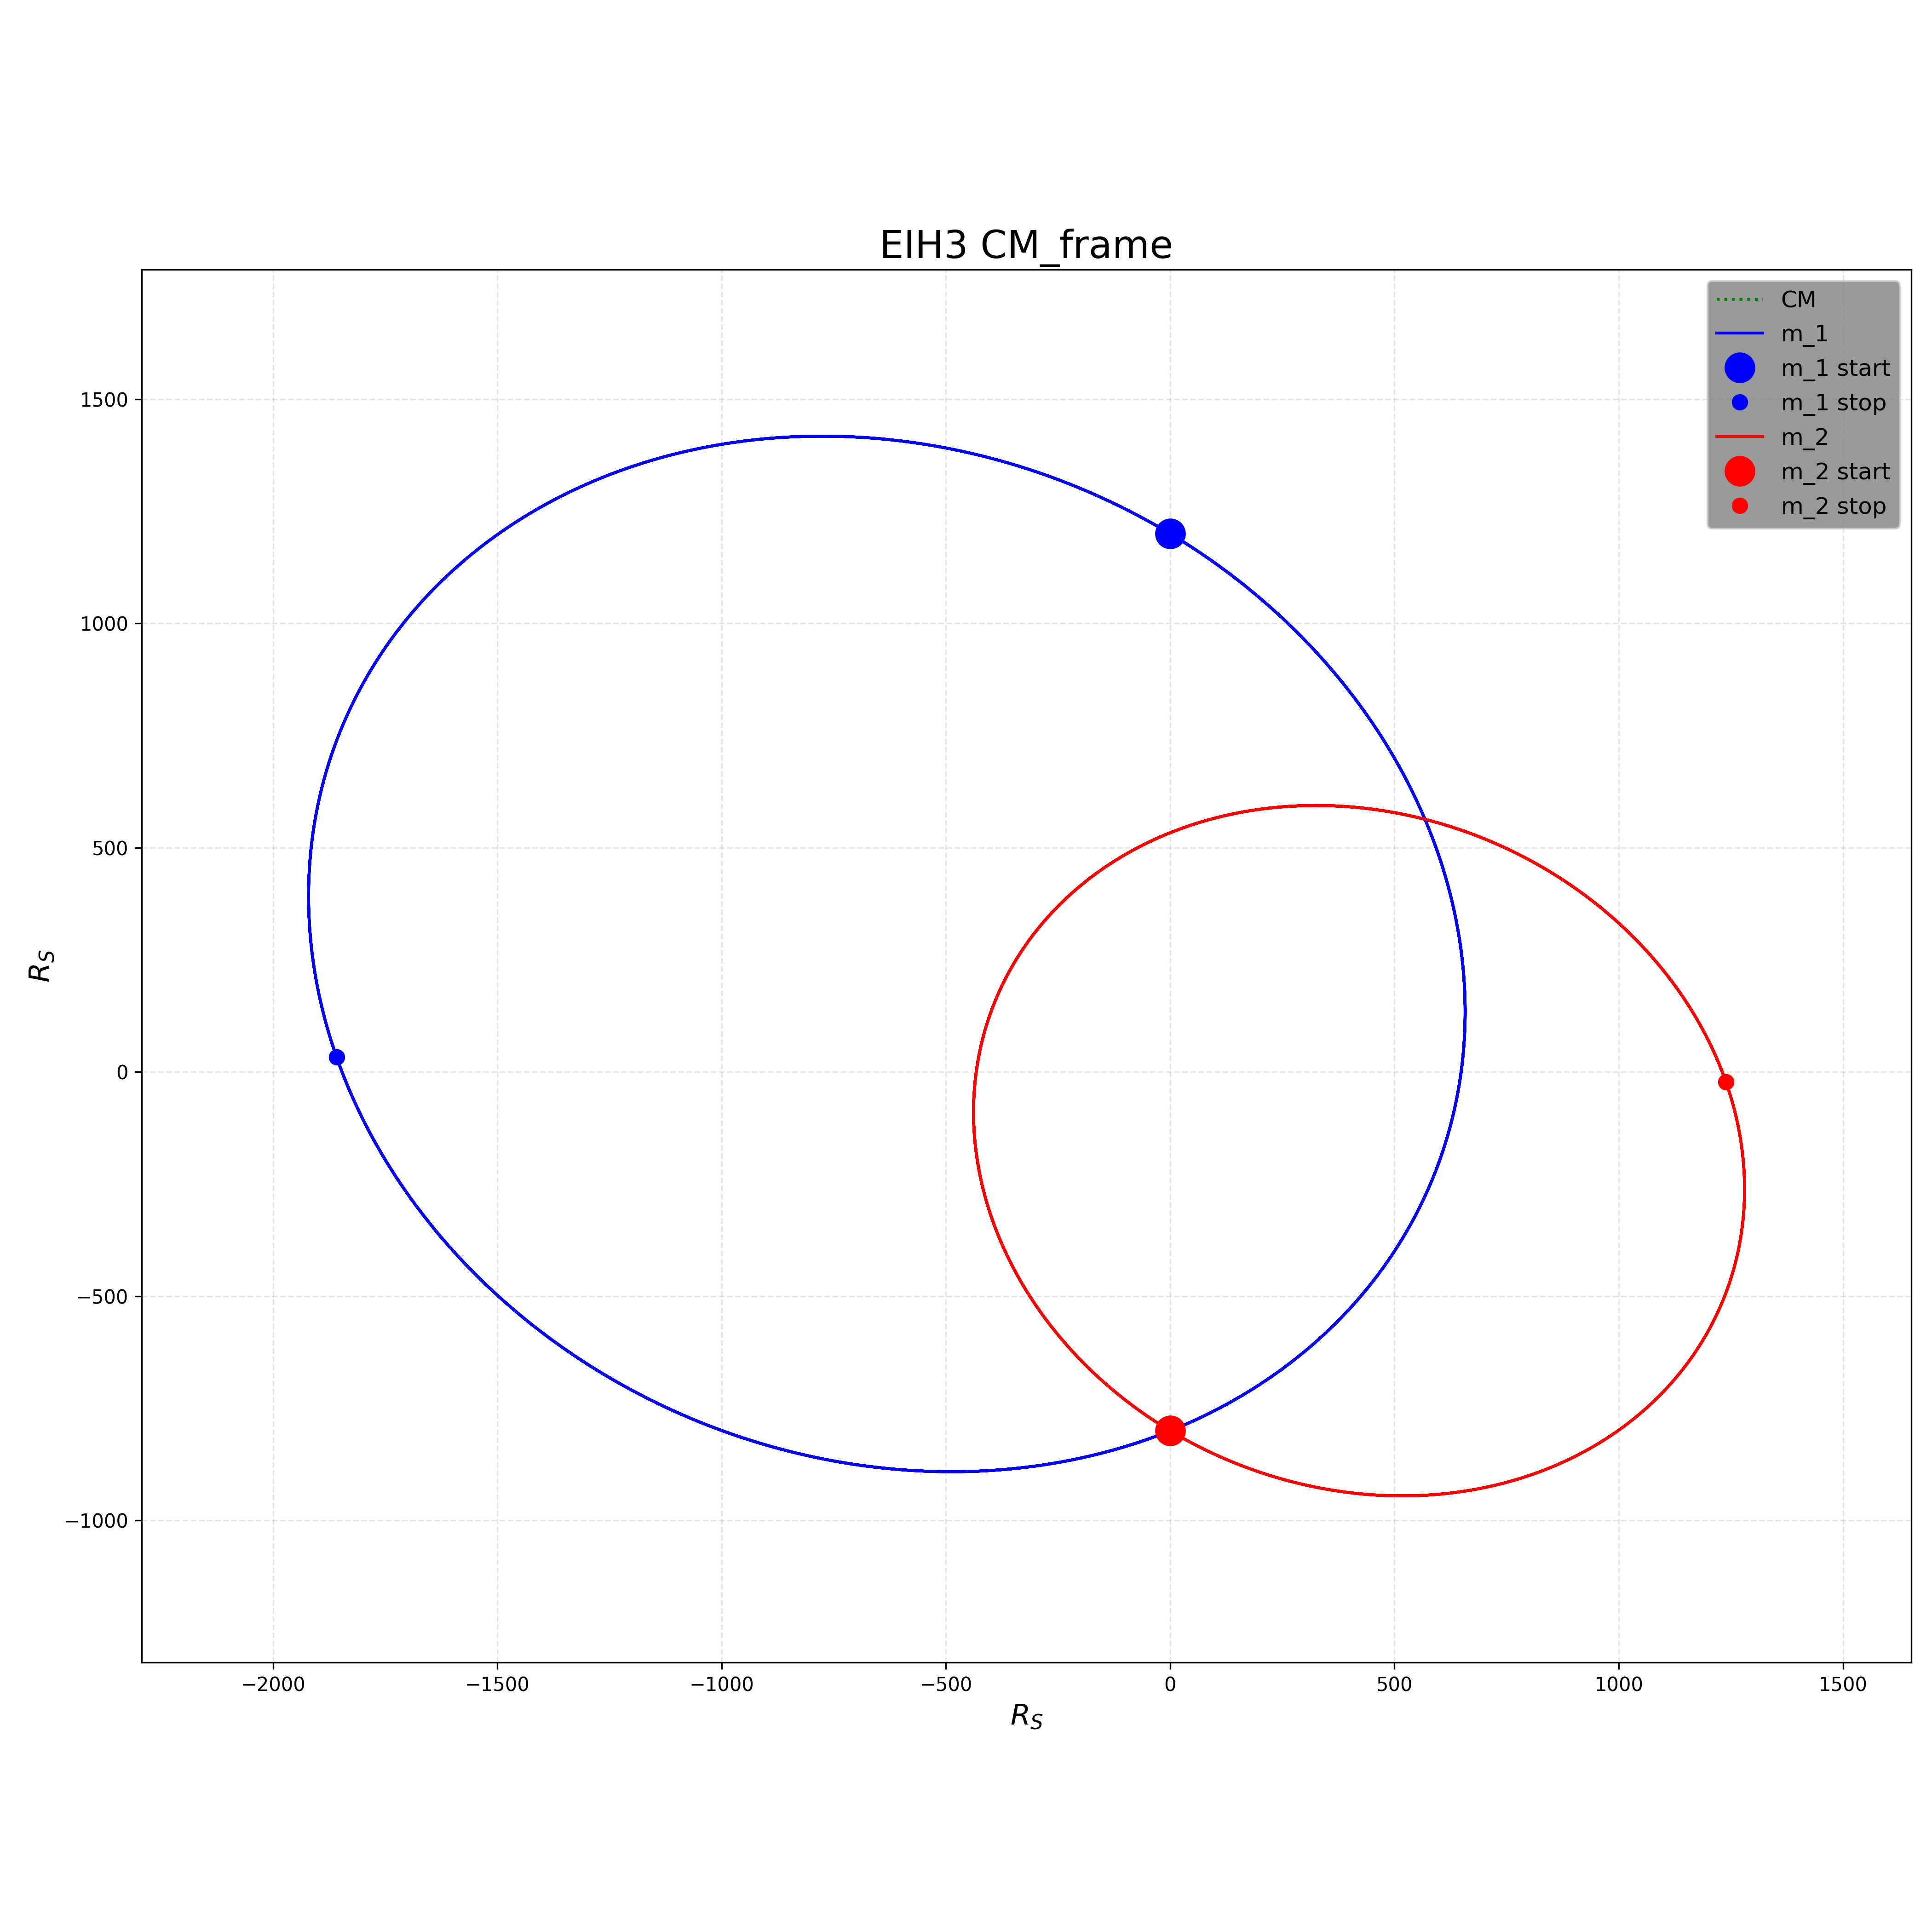 EIH3 CM_frame
CM
m_1
m_1 start
m_1 stop
m_2
m_2 start
m_2 stop
1500
1000
500
0
−500
−1000
R_S
−2000
−1500
−1000
−500
0
500
1000
1500
R_S